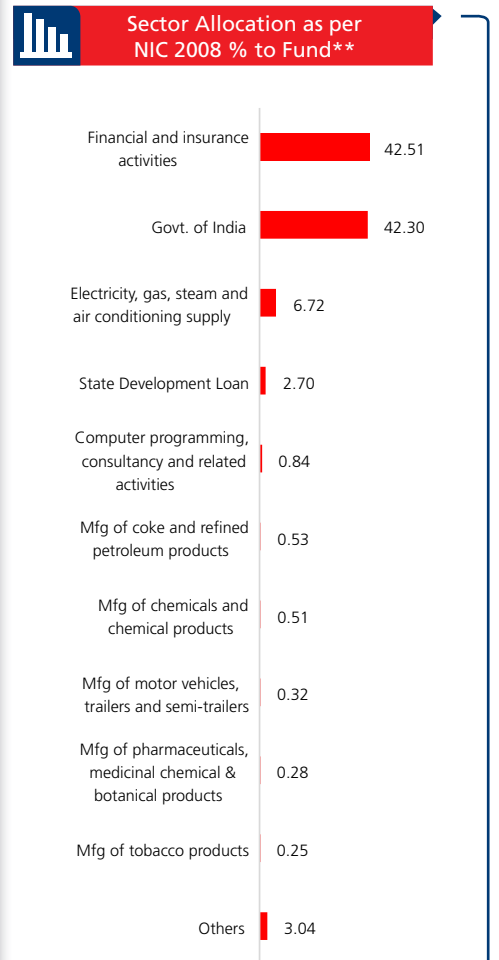 Sector Allocation as per
NIC 2008 % to Fund**
Financial and insurance
activities
42.51
Govt. of India
42.30
Electricity, gas, steam and
air conditioning supply
6.72
State Development Loan
2.70
Computer programming,
consultancy and related
activities
0.84
Mfg of coke and refined
petroleum products
0.53
Mfg of chemicals and
chemical products
0.51
Mfg of motor vehicles,
trailers and semi-trailers
0.32
Mfg of pharmaceuticals,
medicinal chemical &
botanical products
0.28
Mfg of tobacco products
0.25
Others
3.04